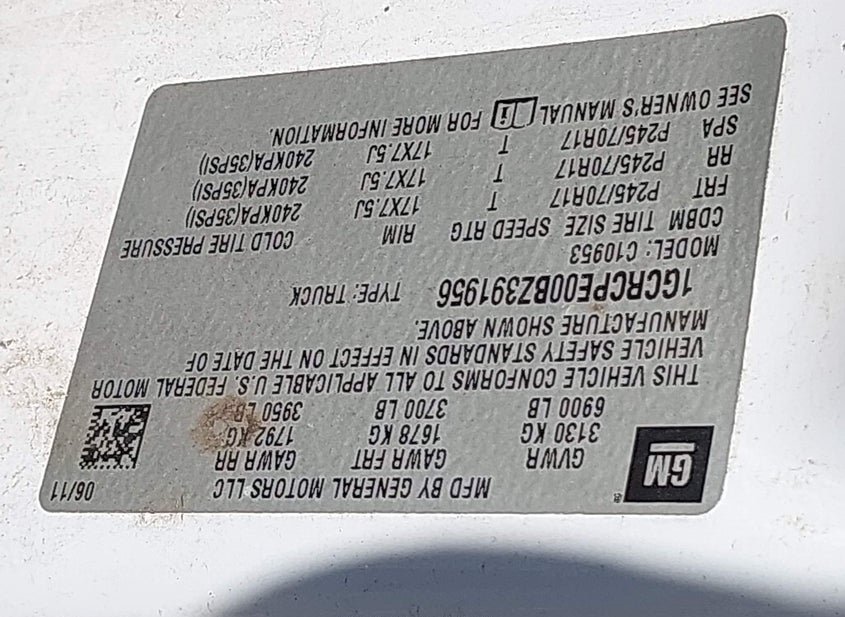 GM ®
MFD BY GENERAL MOTORS LLC 06/11
GVWR GAWR FRT GAWR RR
3130 KG 1678 KG 1792 KG
6900 LB 3700 LB 3950 LB
THIS VEHICLE CONFORMS TO ALL APPLICABLE U.S. FEDERAL MOTOR
VEHICLE SAFETY STANDARDS IN EFFECT ON THE DATE OF
MANUFACTURE SHOWN ABOVE.
1GCRCPE00BZ391956 TYPE: TRUCK
MODEL: C10953
CDBM TIRE SIZE SPEED RTG RIM COLD TIRE PRESSURE
FRT P245/70R17 T 17X7.5J 240KPA(35PSI)
RR P245/70R17 T 17X7.5J 240KPA(35PSI)
SPA P245/70R17 T 17X7.5J 240KPA(35PSI)
SEE OWNER'S MANUAL i FOR MORE INFORMATION.